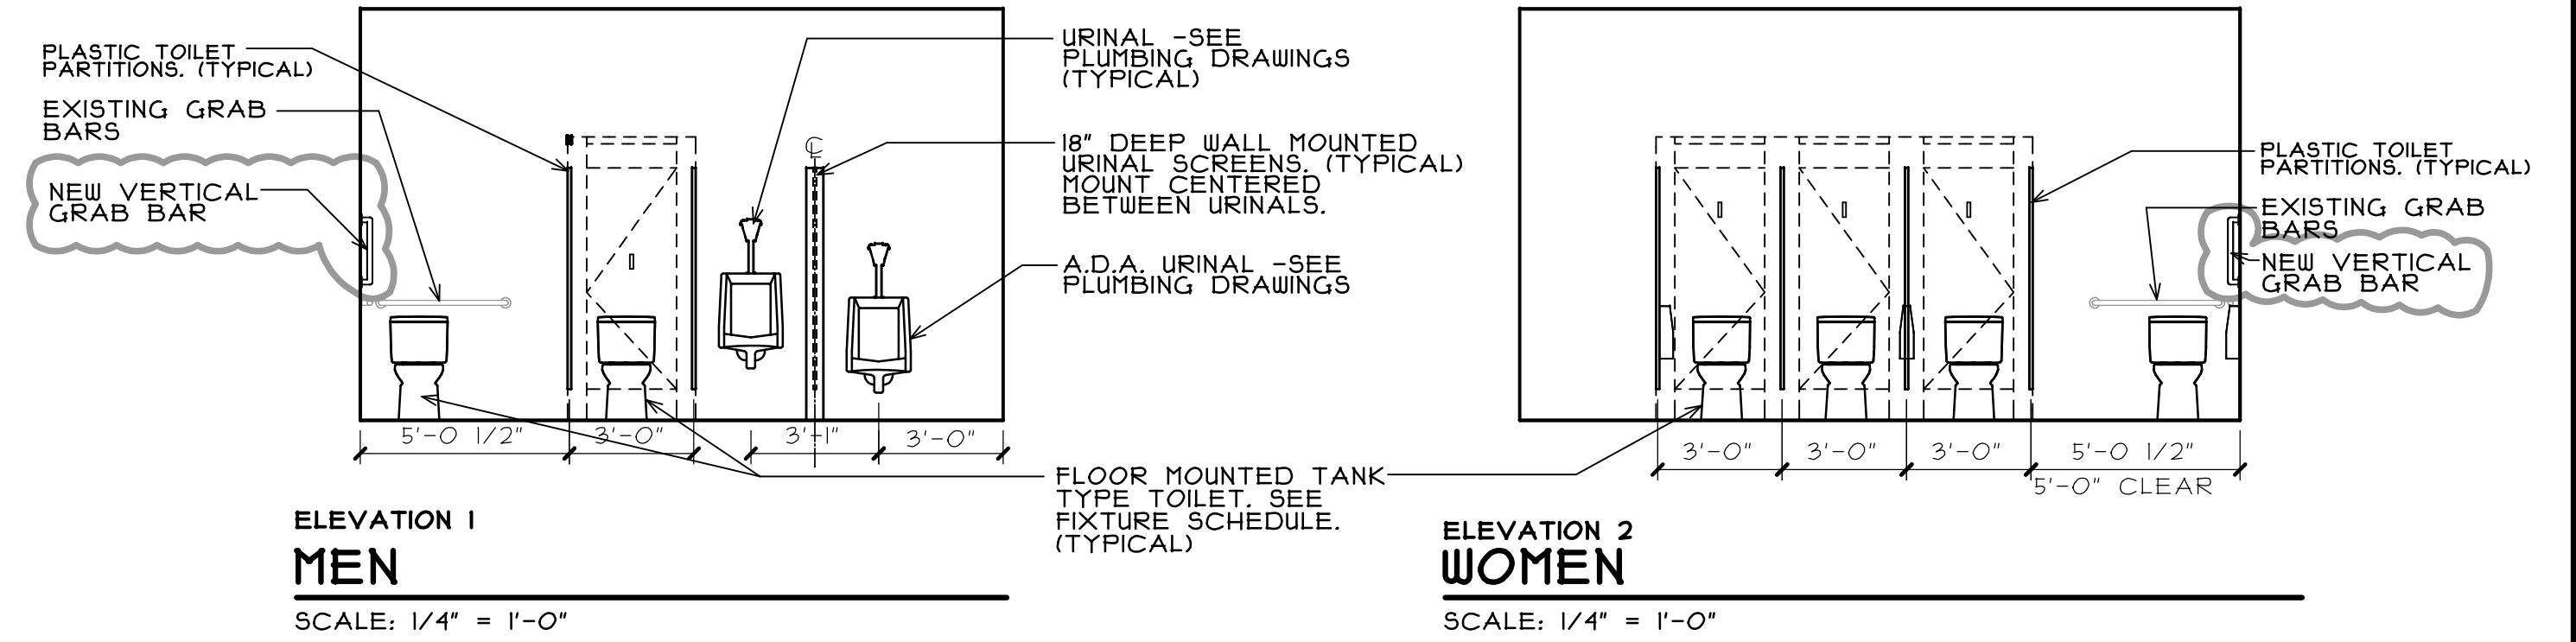 PLASTIC TOILET
PARTITIONS. (TYPICAL)
EXISTING GRAB
BARS
NEW VERTICAL
GRAB BAR
URINAL -SEE
PLUMBING DRAWINGS
(TYPICAL)
18" DEEP WALL MOUNTED
URINAL SCREENS. (TYPICAL)
MOUNT CENTERED
BETWEEN URINALS.
A.D.A. URINAL -SEE
PLUMBING DRAWINGS
CL
5'-0 1/2"
3'-0"
3'-1"
3'-0"
FLOOR MOUNTED TANK
TYPE TOILET. SEE
FIXTURE SCHEDULE.
(TYPICAL)
ELEVATION 1
MEN
SCALE: 1/4" = 1'-0"
PLASTIC TOILET
PARTITIONS. (TYPICAL)
EXISTING GRAB
BARS
NEW VERTICAL
GRAB BAR
3'-0"
3'-0"
3'-0"
5'-0 1/2"
5'-0" CLEAR
ELEVATION 2
WOMEN
SCALE: 1/4" = 1'-0"